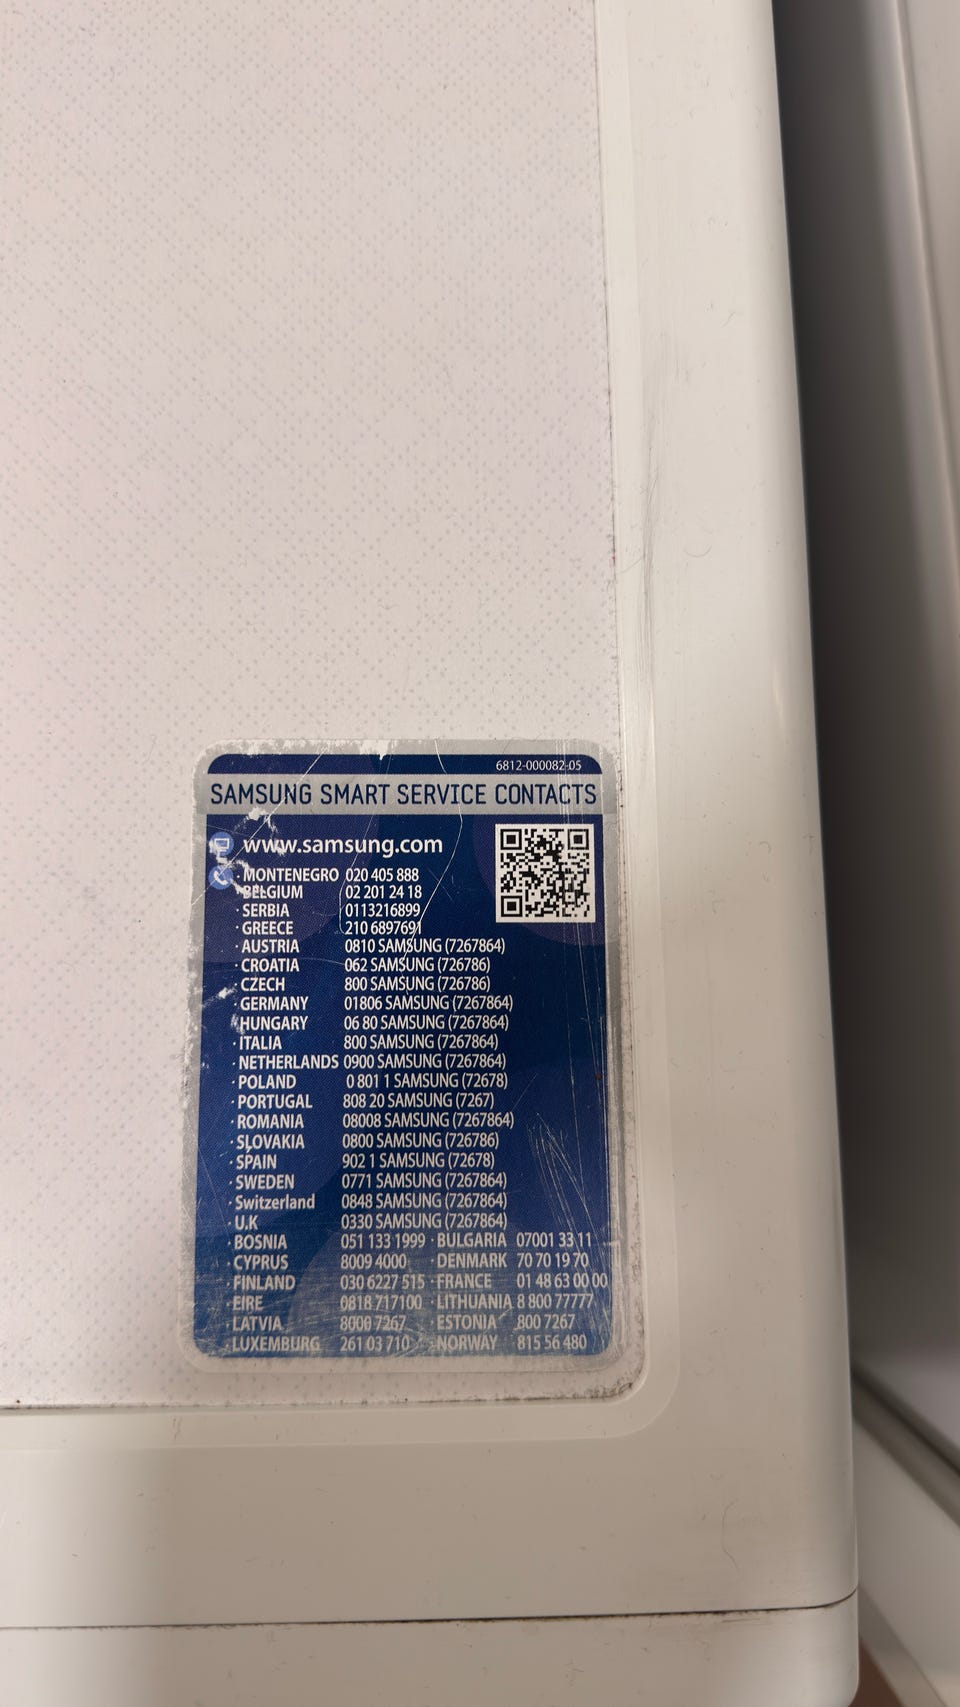 6812-000082-05
SAMSUNG SMART SERVICE CONTACTS
www.samsung.com
· MONTENEGRO 020 405 888
· BELGIUM 02 201 24 18
· SERBIA 0113216899
· GREECE 210 6897691
· AUSTRIA 0810 SAMSUNG (7267864)
· CROATIA 062 SAMSUNG (726786)
· CZECH 800 SAMSUNG (726786)
· GERMANY 01806 SAMSUNG (7267864)
· HUNGARY 06 80 SAMSUNG (7267864)
· ITALIA 800 SAMSUNG (7267864)
· NETHERLANDS 0900 SAMSUNG (7267864)
· POLAND 0 801 1 SAMSUNG (72678)
· PORTUGAL 808 20 SAMSUNG (7267)
· ROMANIA 08008 SAMSUNG (7267864)
· SLOVAKIA 0800 SAMSUNG (726786)
· SPAIN 902 1 SAMSUNG (72678)
· SWEDEN 0771 SAMSUNG (7267864)
· Switzerland 0848 SAMSUNG (7267864)
· U.K 0330 SAMSUNG (7267864)
· BOSNIA 051 133 1999 · BULGARIA 07001 33 11
· CYPRUS 8009 4000 · DENMARK 70 70 19 70
· FINLAND 030 6227 515 · FRANCE 01 48 63 00 00
· EIRE 0818 717100 · LITHUANIA 8 800 77777
· LATVIA 8000 7267 · ESTONIA 800 7267
· LUXEMBURG 261 03 710 · NORWAY 815 56 480